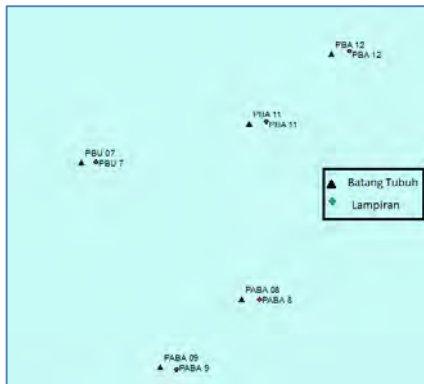 PBA 12
PBA 12
PBA 11
PBA 11
PBU 07
PBU 7
Batang Tubuh
Lampiran
PABA 08
PABA 8
PABA 09
PABA 9